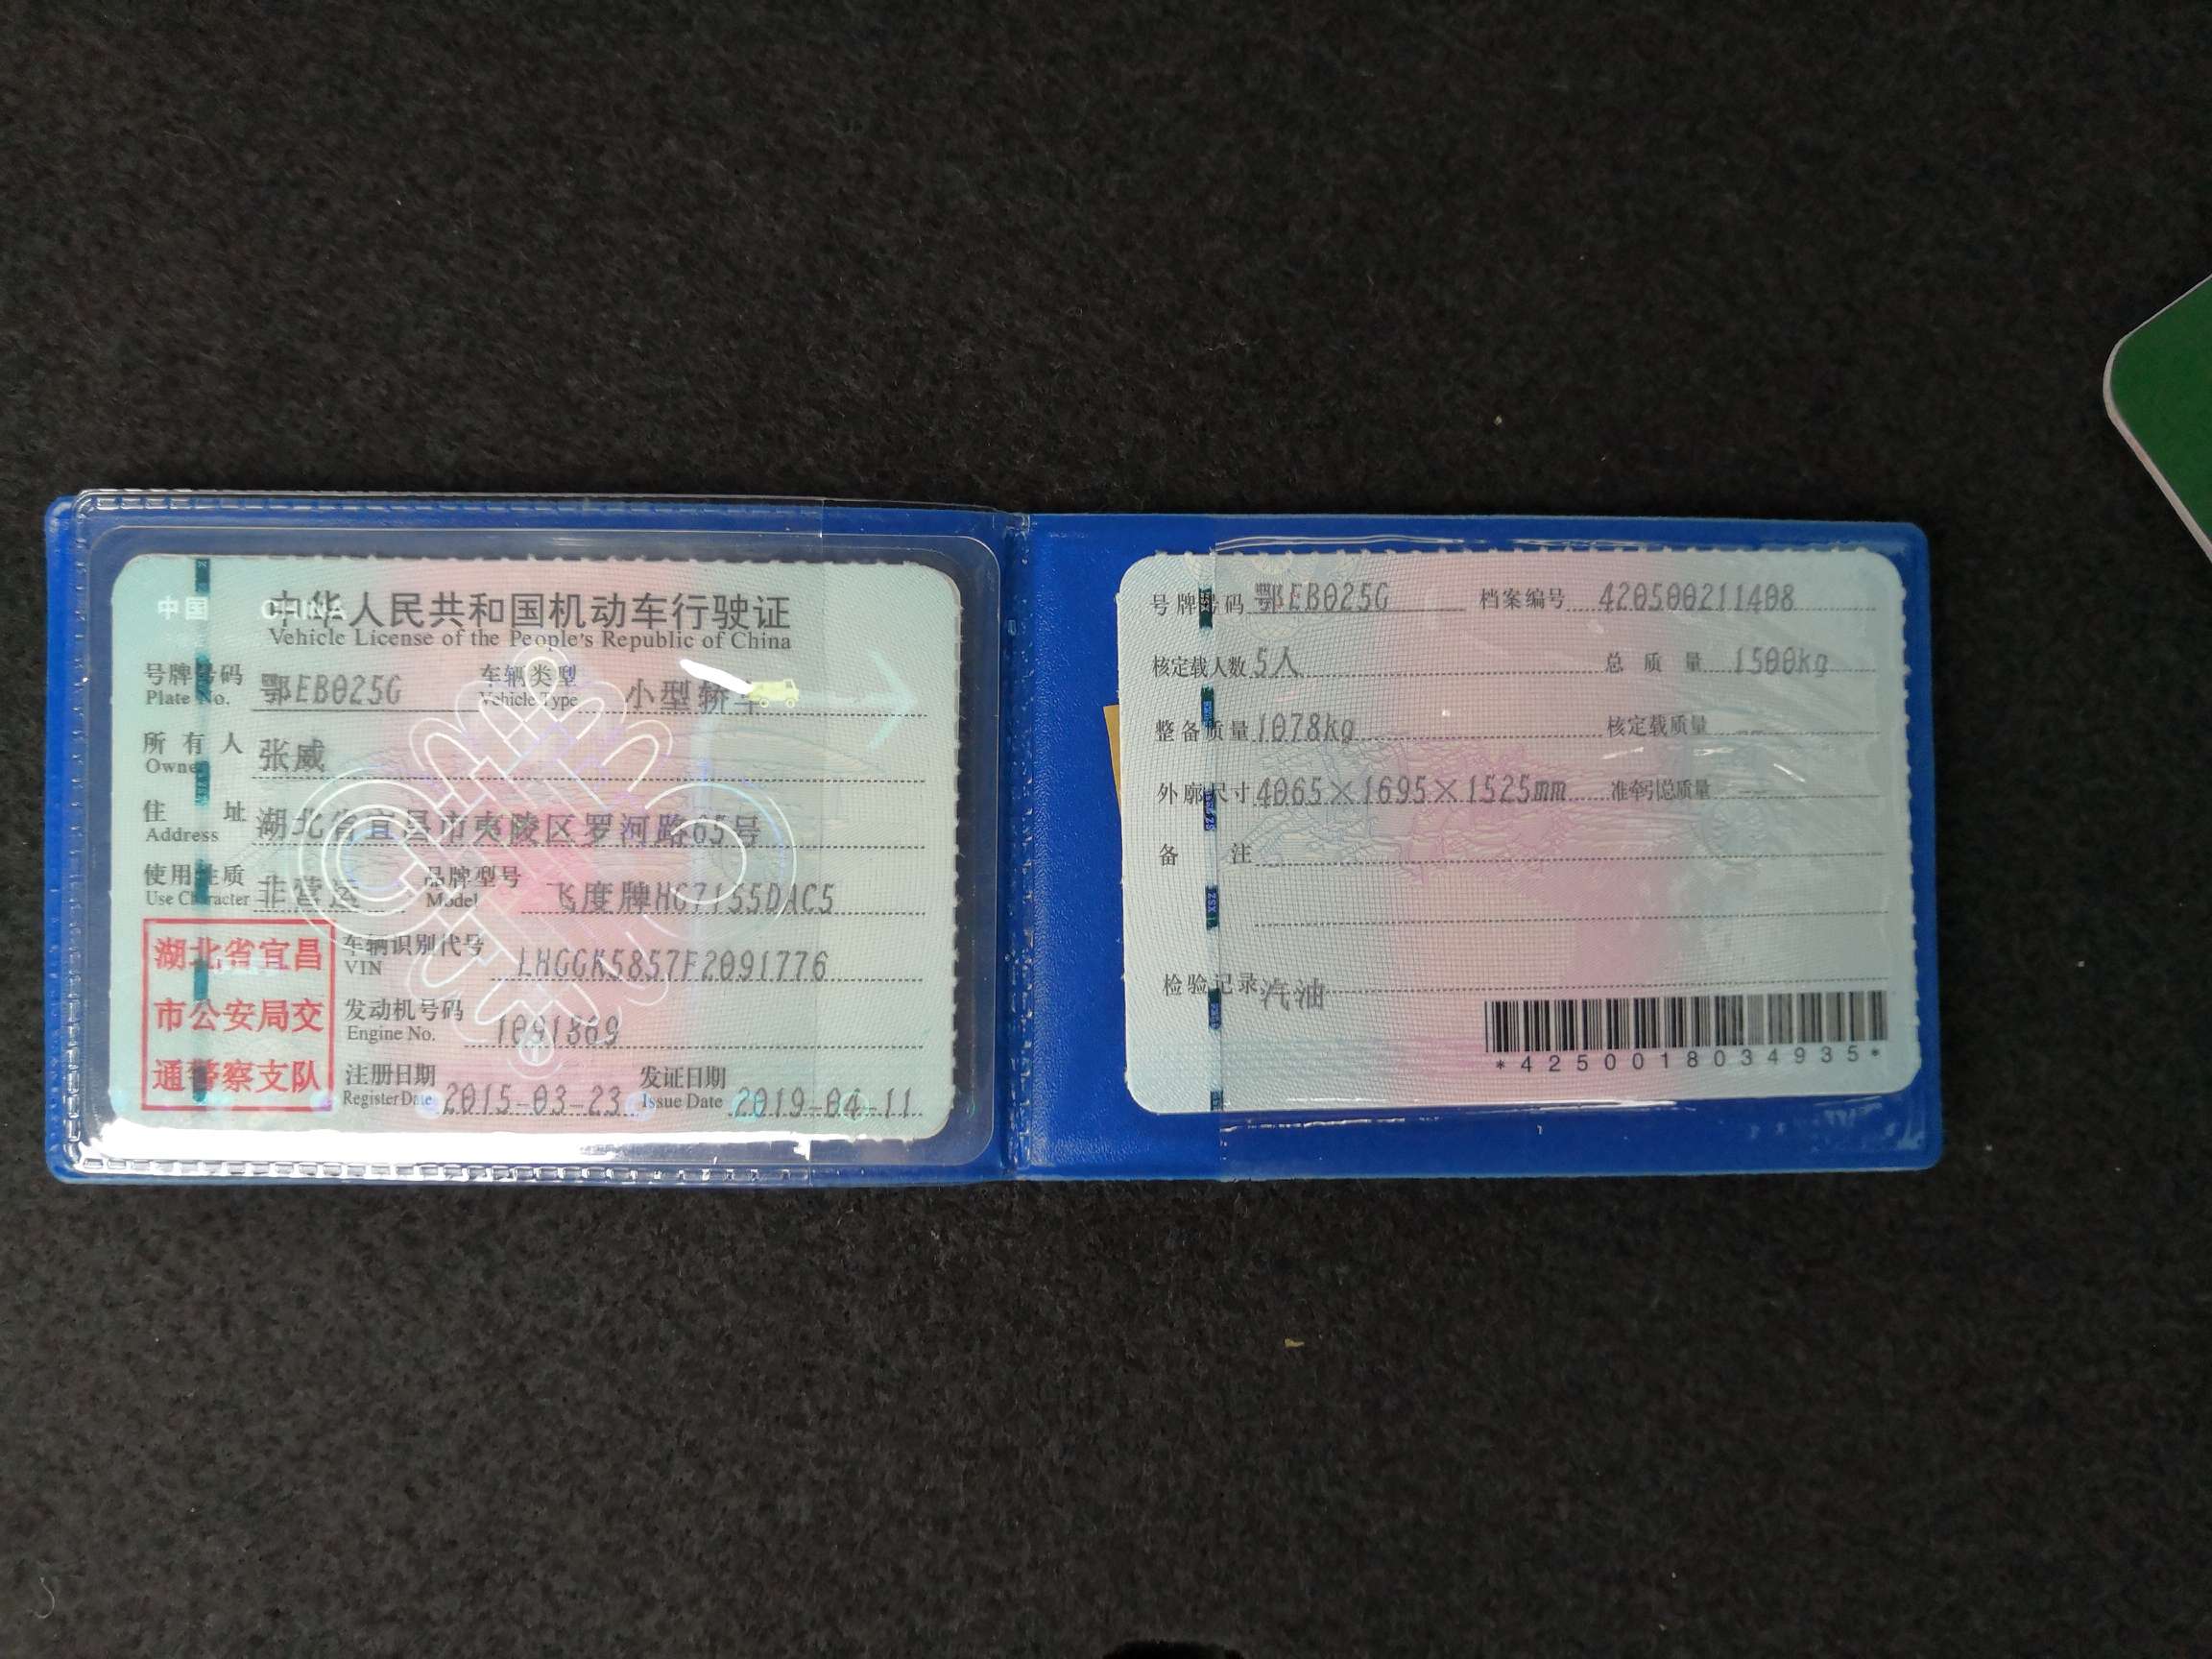 中国 CHINA
中华人民共和国机动车行驶证
Vehicle License of the People's Republic of China
号牌号码 鄂EB025G 车辆类型 小型轿车
Plate No. Vehicle Type
所有人 张威
Owner
住址 湖北省宜昌市夷陵区罗河路65号
Address
使用性质 非营运 品牌型号 飞度牌HG7155DAC5
Use Character Model
湖北省宜昌
市公安局交
通警察支队
车辆识别代号 LHGGK5857F2091776
VIN
发动机号码 1091869
Engine No.
注册日期 2015-03-23 发证日期 2019-04-11
Register Date Issue Date
号牌号码 鄂EB025G 档案编号 420500211408
核定载人数 5人 总质量 1500kg
整备质量 1078kg 核定载质量 --
外廓尺寸 4065×1695×1525mm 准牵引总质量 --
备注
检验记录 汽油
*4250018034935*